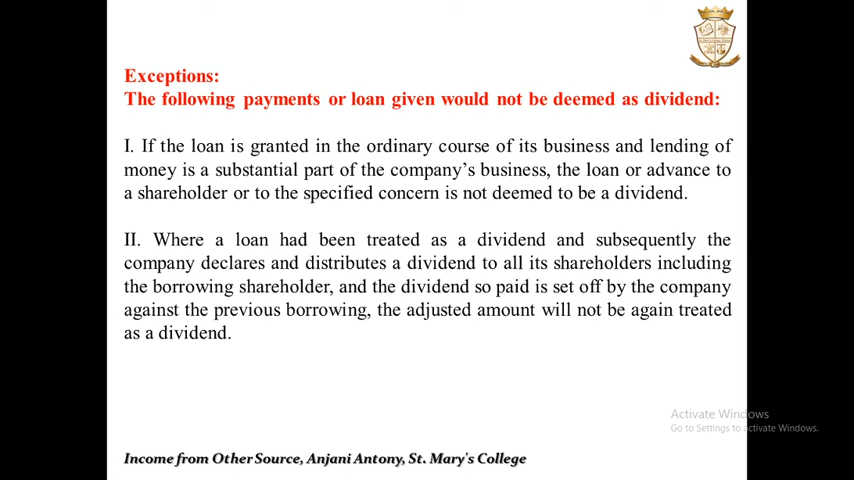 Exceptions:
The following payments or loan given would not be deemed as dividend:
I. If the loan is granted in the ordinary course of its business and lending of
money is a substantial part of the company's business, the loan or advance to
a shareholder or to the specified concern is not deemed to be a dividend.
II. Where a loan had been treated as a dividend and subsequently the
company declares and distributes a dividend to all its shareholders including
the borrowing shareholder, and the dividend so paid is set off by the company
against the previous borrowing, the adjusted amount will not be again treated
as a dividend.
Activate Windows
Go to Settings to activate Windows.
Income from Other Source, Anjani Antony, St. Mary's College